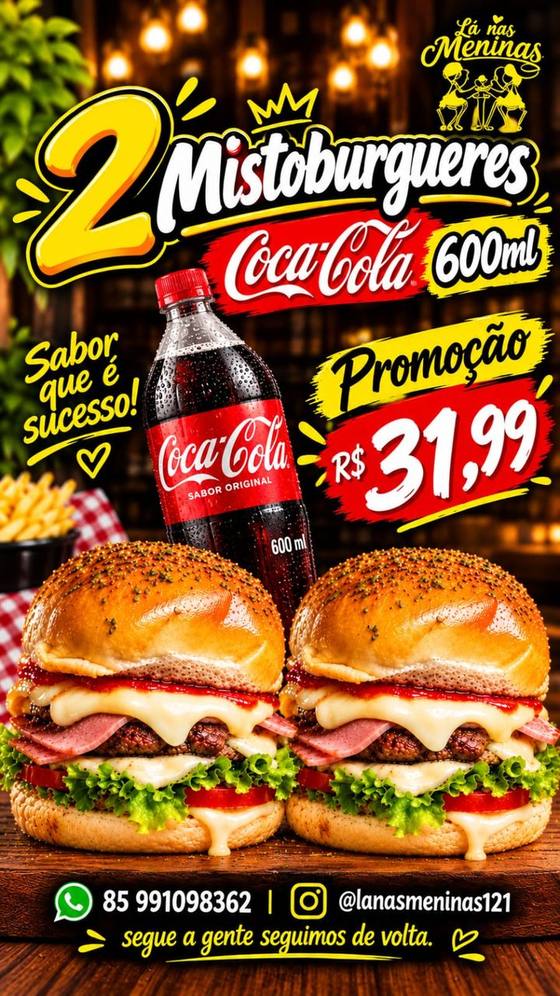 Lá nas
Meninas
2 Mistoburgueres
Coca-Cola 600ml
Sabor
que é
sucesso!
Promoção
R$ 31,99
Coca-Cola
SABOR ORIGINAL
600 ml
85 991098362 | @lanasmeninas121
segue a gente seguimos de volta.